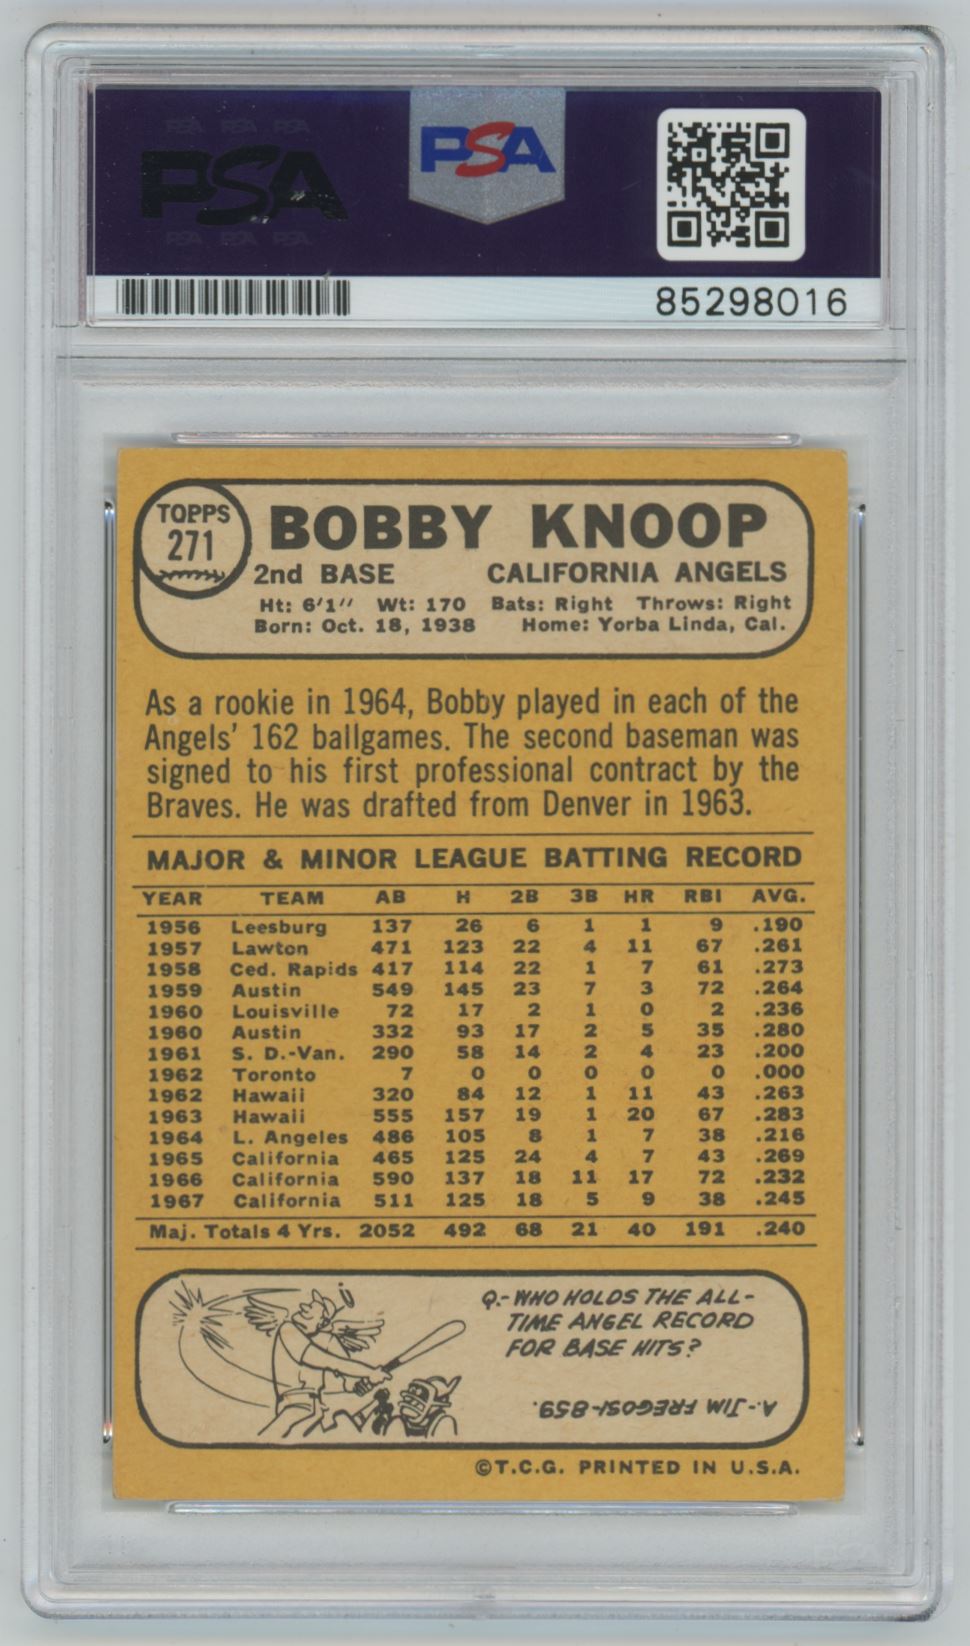 PSA PSA PSA
PSA
PSA PSA PSA
PSA
85298016
TOPPS
271
BOBBY KNOOP
2nd BASE CALIFORNIA ANGELS
Ht: 6'1" Wt: 170 Bats: Right Throws: Right
Born: Oct. 18, 1938 Home: Yorba Linda, Cal.
As a rookie in 1964, Bobby played in each of the
Angels' 162 ballgames. The second baseman was
signed to his first professional contract by the
Braves. He was drafted from Denver in 1963.
MAJOR & MINOR LEAGUE BATTING RECORD
YEAR TEAM AB H 2B 3B HR RBI AVG.
1956 Leesburg 137 26 6 1 1 9 .190
1957 Lawton 471 123 22 4 11 67 .261
1958 Ced. Rapids 417 114 22 1 7 61 .273
1959 Austin 549 145 23 7 3 72 .264
1960 Louisville 72 17 2 1 0 2 .236
1960 Austin 332 93 17 2 5 35 .280
1961 S. D.-Van. 290 58 14 2 4 23 .200
1962 Toronto 7 0 0 0 0 0 .000
1962 Hawaii 320 84 12 1 11 43 .263
1963 Hawaii 555 157 19 1 20 67 .283
1964 L. Angeles 486 105 8 1 7 38 .216
1965 California 465 125 24 4 7 43 .269
1966 California 590 137 18 11 17 72 .232
1967 California 511 125 18 5 9 38 .245
Maj. Totals 4 Yrs. 2052 492 68 21 40 191 .240
Q.- WHO HOLDS THE ALL-
TIME ANGEL RECORD
FOR BASE HITS?
A.- JIM FREGOSI-859.
©T.C.G. PRINTED IN U.S.A.